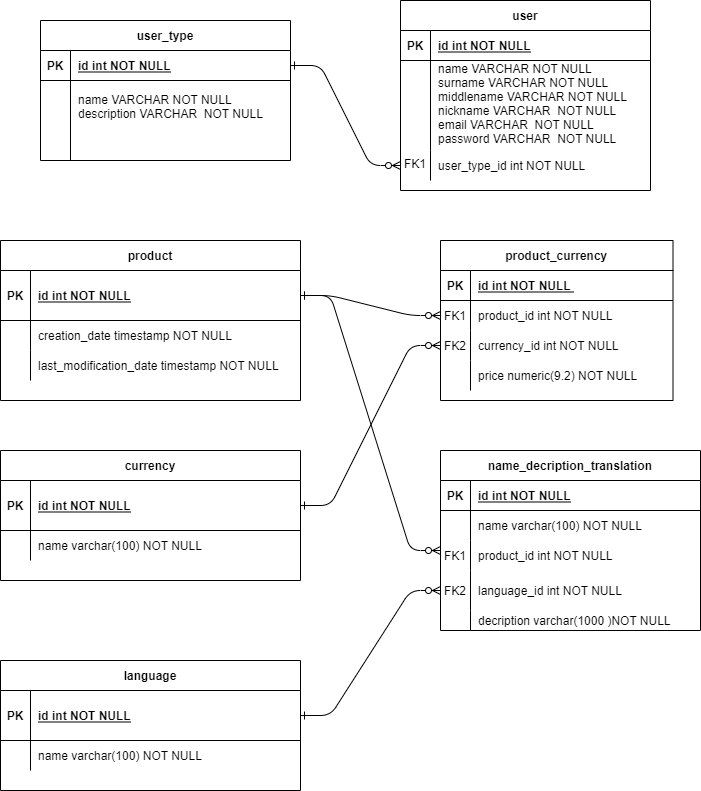 user_type
PK id int NOT NULL
name VARCHAR NOT NULL
description VARCHAR  NOT NULL
user
PK id int NOT NULL
name VARCHAR NOT NULL
surname VARCHAR NOT NULL
middlename VARCHAR NOT NULL
nickname VARCHAR  NOT NULL
email VARCHAR  NOT NULL
password VARCHAR  NOT NULL
FK1 user_type_id int NOT NULL
product
PK id int NOT NULL
creation_date timestamp NOT NULL
last_modification_date timestamp NOT NULL
product_currency
PK id int NOT NULL
FK1 product_id int NOT NULL
FK2 currency_id int NOT NULL
price numeric(9.2) NOT NULL
currency
PK id int NOT NULL
name varchar(100) NOT NULL
name_decription_translation
PK id int NOT NULL
name varchar(100) NOT NULL
FK1 product_id int NOT NULL
FK2 language_id int NOT NULL
decription varchar(1000 )NOT NULL
language
PK id int NOT NULL
name varchar(100) NOT NULL